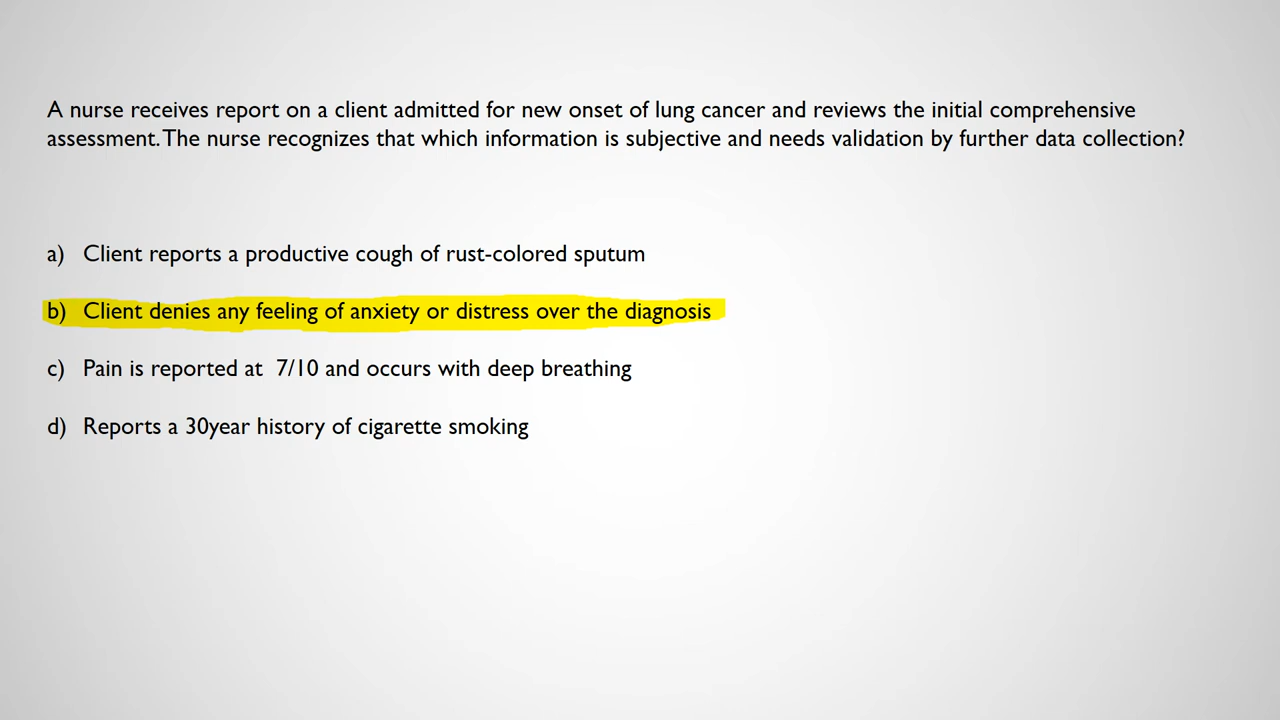 A nurse receives report on a client admitted for new onset of lung cancer and reviews the initial comprehensive
assessment. The nurse recognizes that which information is subjective and needs validation by further data collection?
a) Client reports a productive cough of rust-colored sputum
b) Client denies any feeling of anxiety or distress over the diagnosis
c) Pain is reported at 7/10 and occurs with deep breathing
d) Reports a 30year history of cigarette smoking